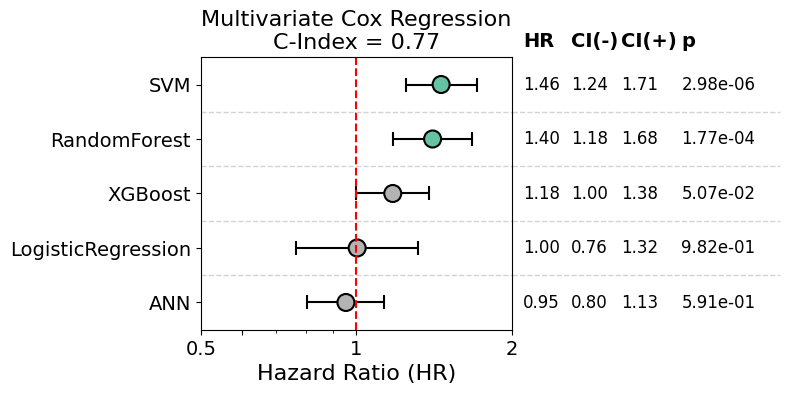 Multivariate Cox Regression
C-Index = 0.77
HR CI(-) CI(+) p
SVM 1.46 1.24 1.71 2.98e-06
RandomForest 1.40 1.18 1.68 1.77e-04
XGBoost 1.18 1.00 1.38 5.07e-02
LogisticRegression 1.00 0.76 1.32 9.82e-01
ANN 0.95 0.80 1.13 5.91e-01
0.5 1 2
Hazard Ratio (HR)